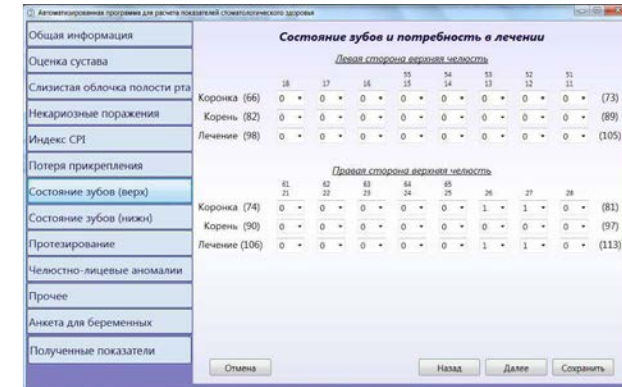 Автоматизированная программа для расчета показателей стоматологического здоровья
Общая информация
Оценка сустава
Слизистая облочка полости рта
Некариозные поражения
Индекс CPI
Потеря прикрепления
Состояние зубов (верх)
Состояние зубов (нижн)
Протезирование
Челюстно-лицевые аномалии
Прочее
Анкета для беременных
Полученные показатели
Состояние зубов и потребность в лечении
Левая сторона верхняя челюсть
55 54 53 52 51
18 17 16 15 14 13 12 11
Коронка (66) 0 0 0 0 0 0 0 0 (73)
Корень (82) 0 0 0 0 0 0 0 0 (89)
Лечение (98) 0 0 0 0 0 0 0 0 (105)
Правая сторона верхняя челюсть
61 62 63 64 65
21 22 23 24 25 26 27 28
Коронка (74) 0 0 0 0 0 1 1 0 (81)
Корень (90) 0 0 0 0 0 0 0 0 (97)
Лечение (106) 0 0 0 0 0 1 1 0 (113)
Отмена Назад Далее Сохранить